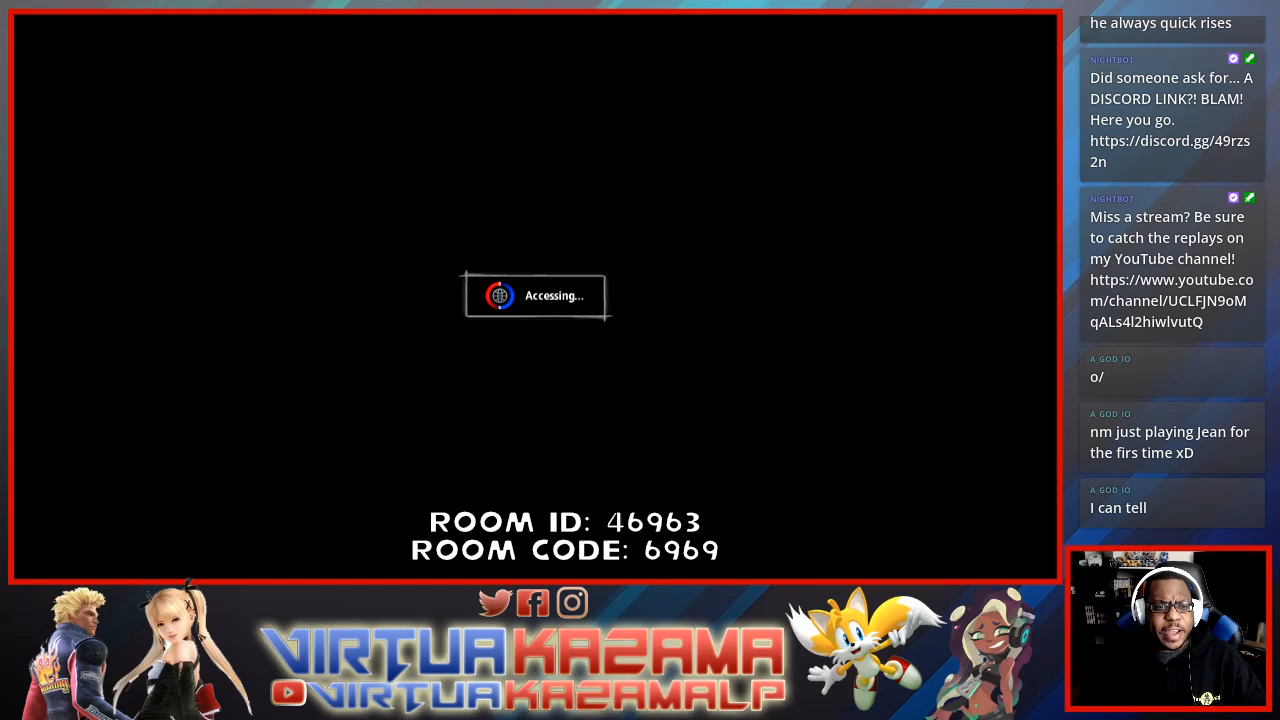 he always quick rises
NIGHTBOT
Did someone ask for... A
DISCORD LINK?! BLAM!
Here you go.
https://discord.gg/49rzs
2n
NIGHTBOT
Miss a stream? Be sure
to catch the replays on
my YouTube channel!
https://www.youtube.co
m/channel/UCLFJN9oM
qALs4l2hiwlvutQ
A GOD IO
o/
A GOD IO
nm just playing Jean for
the firs time xD
A GOD IO
I can tell
Accessing...
ROOM ID: 46963
ROOM CODE: 6969
VIRTUAKAZAMA
VIRTUAKAZAMALP